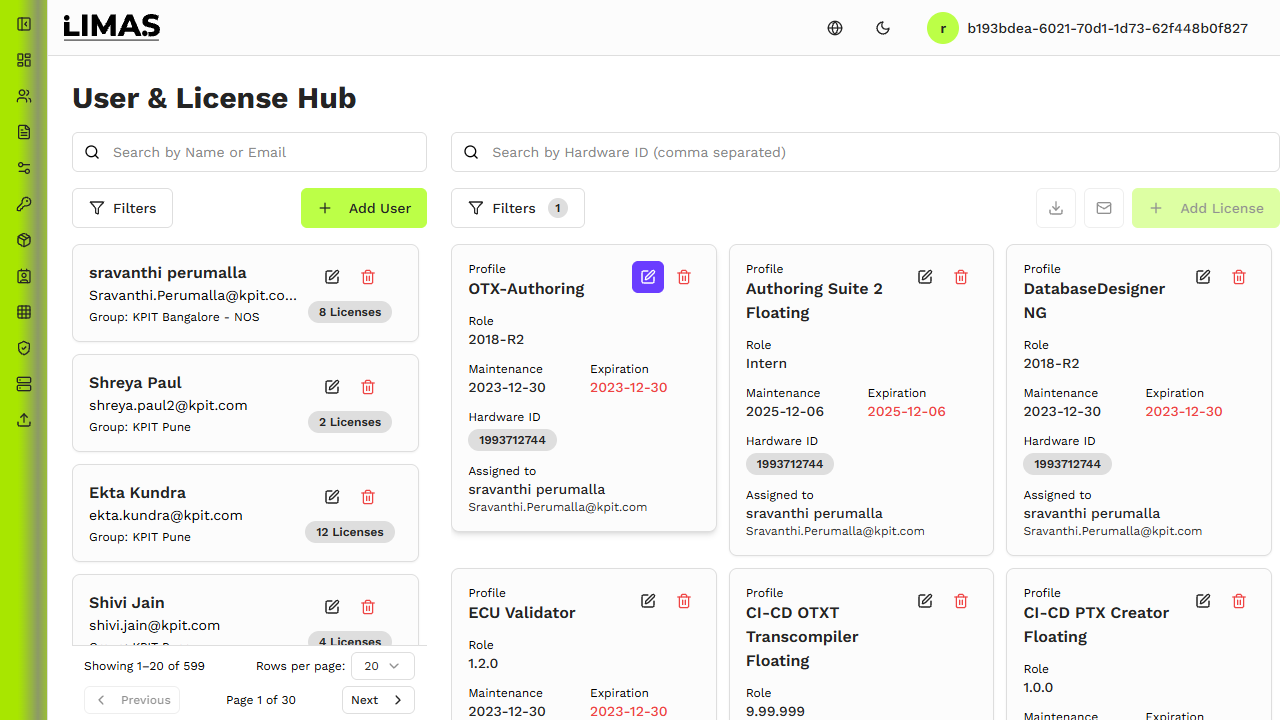 LIMAS
r
b193bdea-6021-70d1-1d73-62f448b0f827
User & License Hub
Search by Name or Email
Search by Hardware ID (comma separated)
Filters
Add User
Filters 1
Add License
sravanthi perumalla
Sravanthi.Perumalla@kpit.co...
Group: KPIT Bangalore - NOS
8 Licenses
Shreya Paul
shreya.paul2@kpit.com
Group: KPIT Pune
2 Licenses
Ekta Kundra
ekta.kundra@kpit.com
Group: KPIT Pune
12 Licenses
Shivi Jain
shivi.jain@kpit.com
4 Licenses
Showing 1–20 of 599
Rows per page: 20
Previous
Page 1 of 30
Next
Profile
OTX-Authoring
Role
2018-R2
Maintenance
2023-12-30
Expiration
2023-12-30
Hardware ID
1993712744
Assigned to
sravanthi perumalla
Sravanthi.Perumalla@kpit.com
Profile
Authoring Suite 2
Floating
Role
Intern
Maintenance
2025-12-06
Expiration
2025-12-06
Hardware ID
1993712744
Assigned to
sravanthi perumalla
Sravanthi.Perumalla@kpit.com
Profile
DatabaseDesigner
NG
Role
2018-R2
Maintenance
2023-12-30
Expiration
2023-12-30
Hardware ID
1993712744
Assigned to
sravanthi perumalla
Sravanthi.Perumalla@kpit.com
Profile
ECU Validator
Role
1.2.0
Maintenance
2023-12-30
Expiration
2023-12-30
Profile
CI-CD OTXT
Transcompiler
Floating
Role
9.99.999
Profile
CI-CD PTX Creator
Floating
Role
1.0.0
Maintenance
Expiration